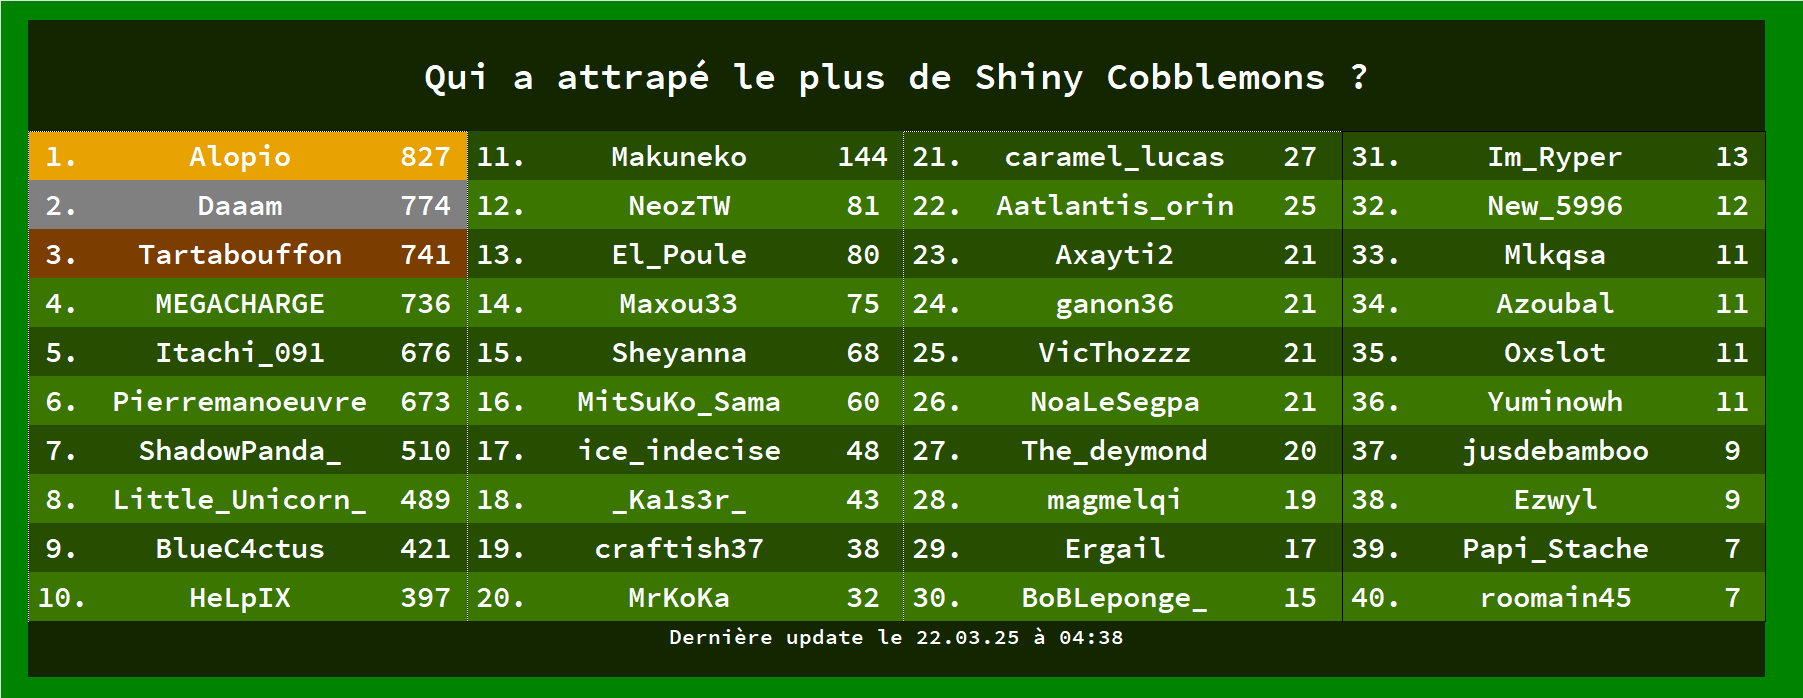 Qui a attrapé le plus de Shiny Cobblemons ?
1. Alopio 827 11. Makuneko 144 21. caramel_lucas 27 31. Im_Ryper 13
2. Daaam 774 12. NeozTW 81 22. Aatlantis_orin 25 32. New_5996 12
3. Tartabouffon 741 13. El_Poule 80 23. Axayti2 21 33. Mlkqsa 11
4. MEGACHARGE 736 14. Maxou33 75 24. ganon36 21 34. Azoubal 11
5. Itachi_091 676 15. Sheyanna 68 25. VicThozzz 21 35. Oxslot 11
6. Pierremanoeuvre 673 16. MitSuKo_Sama 60 26. NoaLeSegpa 21 36. Yuminowh 11
7. ShadowPanda_ 510 17. ice_indecise 48 27. The_deymond 20 37. jusdebamboo 9
8. Little_Unicorn_ 489 18. _Ka1s3r_ 43 28. magmelqi 19 38. Ezwyl 9
9. BlueC4ctus 421 19. craftish37 38 29. Ergail 17 39. Papi_Stache 7
10. HeLpIX 397 20. MrKoKa 32 30. BoBLeponge_ 15 40. roomain45 7
Dernière update le 22.03.25 à 04:38